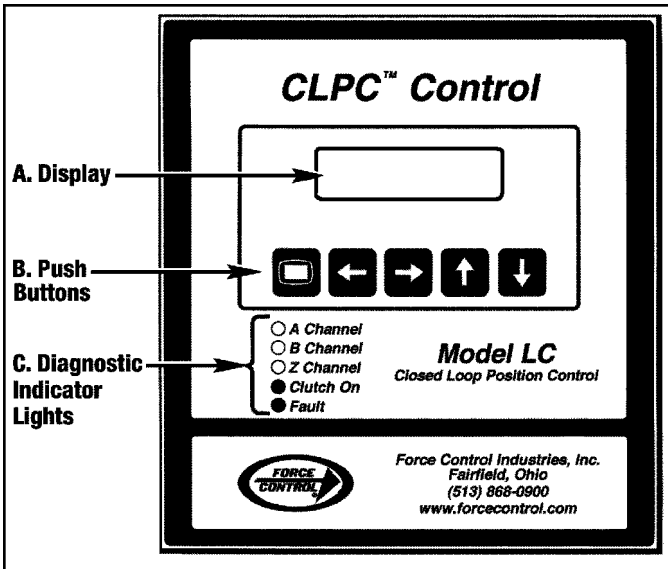 CLPC™ Control
A. Display
B. Push
Buttons
C. Diagnostic
Indicator
Lights
A Channel
B Channel
Z Channel
Clutch On
Fault
Model LC
Closed Loop Position Control
FORCE
CONTROL®
Force Control Industries, Inc.
Fairfield, Ohio
(513) 868-0900
www.forcecontrol.com